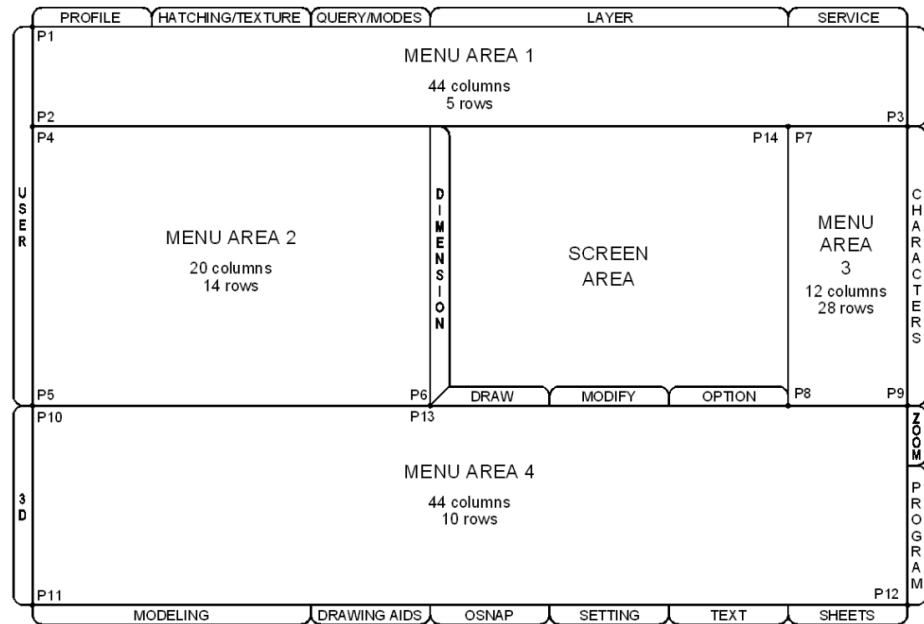 PROFILE HATCHING/TEXTURE QUERY/MODES LAYER SERVICE
P1
MENU AREA 1
44 columns
5 rows
P2 P3
P4 P14 P7
USER
DIMENSION
CHARACTERS
MENU AREA 2
20 columns
14 rows
SCREEN
AREA
MENU
AREA
3
12 columns
28 rows
P5 P6 P8 P9
DRAW MODIFY OPTION
P10 P13
ZOOM
MENU AREA 4
44 columns
10 rows
3D
PROGRAM
P11 P12
MODELING DRAWING AIDS OSNAP SETTING TEXT SHEETS